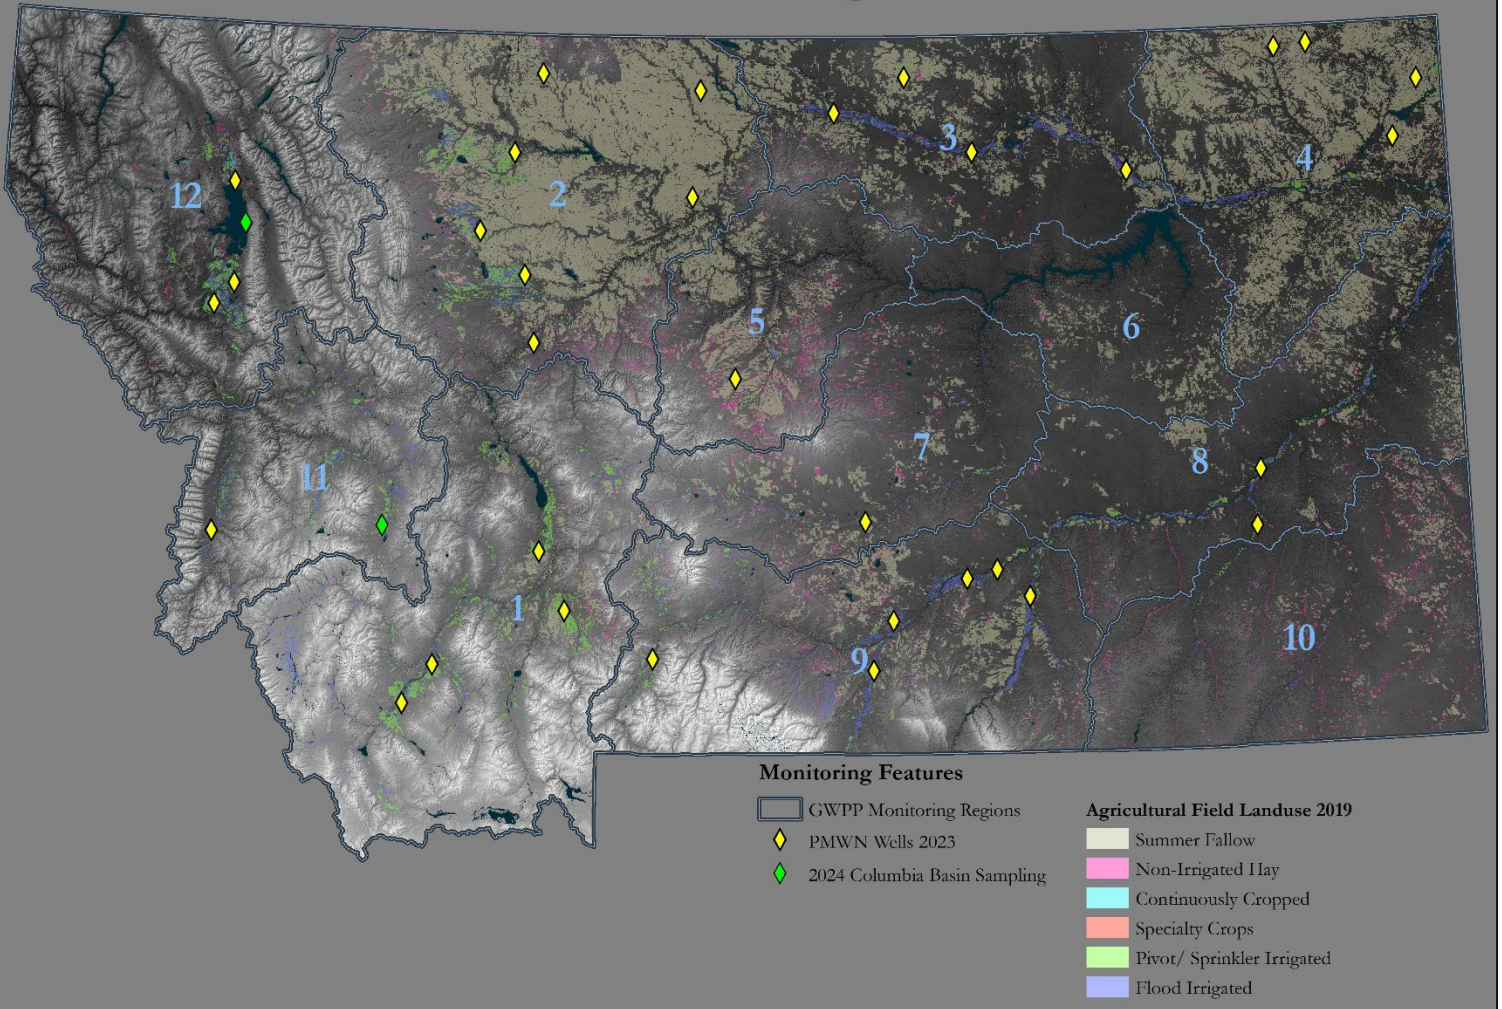 12
2
3
4
5
6
7
8
11
1
9
10
Monitoring Features
GWPP Monitoring Regions
PMWN Wells 2023
2024 Columbia Basin Sampling
Agricultural Field Landuse 2019
Summer Fallow
Non-Irrigated Hay
Continuously Cropped
Specialty Crops
Pivot/ Sprinkler Irrigated
Flood Irrigated